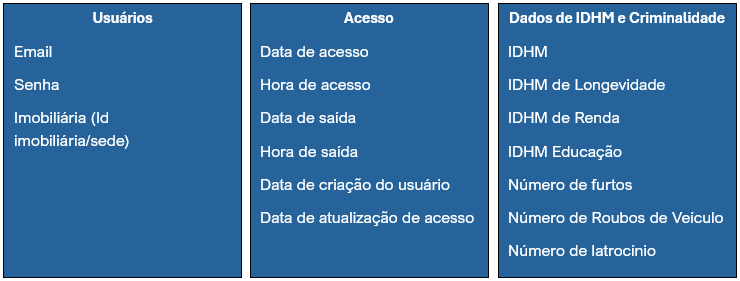 Usuários
Email
Senha
Imobiliária (Id
imobiliária/sede)
Acesso
Data de acesso
Hora de acesso
Data de saída
Hora de saída
Data de criação do usuário
Data de atualização de acesso
Dados de IDHM e Criminalidade
IDHM
IDHM de Longevidade
IDHM de Renda
IDHM Educação
Número de furtos
Número de Roubos de Veículo
Número de latrocínio